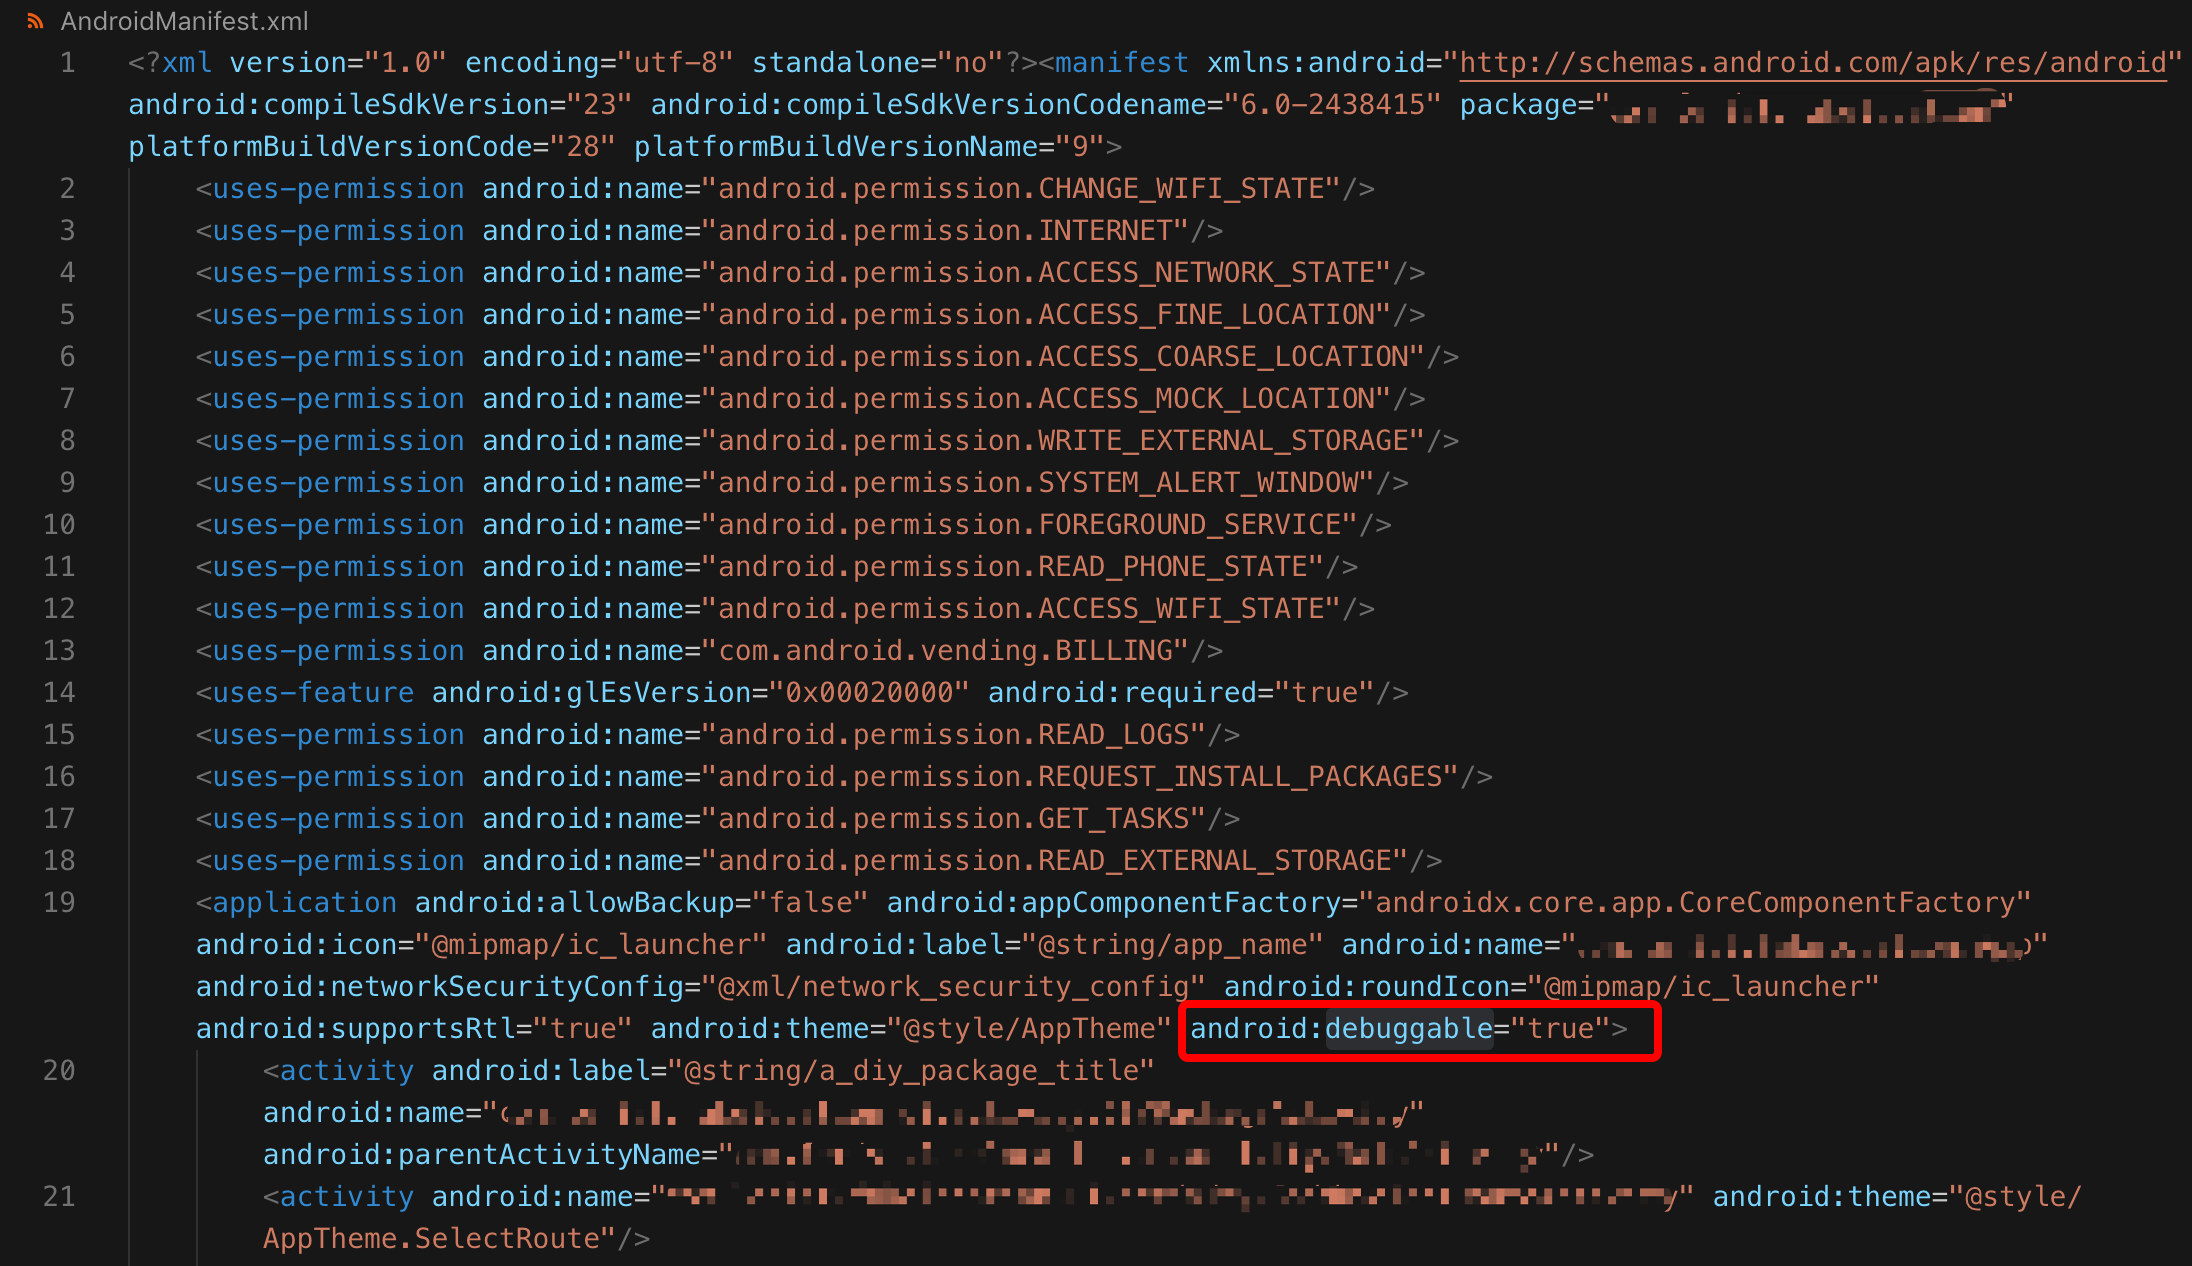 AndroidManifest.xml
1 <?xml version="1.0" encoding="utf-8" standalone="no"?><manifest xmlns:android="http://schemas.android.com/apk/res/android"
android:compileSdkVersion="23" android:compileSdkVersionCodename="6.0-2438415" package=" "
platformBuildVersionCode="28" platformBuildVersionName="9">
2 <uses-permission android:name="android.permission.CHANGE_WIFI_STATE"/>
3 <uses-permission android:name="android.permission.INTERNET"/>
4 <uses-permission android:name="android.permission.ACCESS_NETWORK_STATE"/>
5 <uses-permission android:name="android.permission.ACCESS_FINE_LOCATION"/>
6 <uses-permission android:name="android.permission.ACCESS_COARSE_LOCATION"/>
7 <uses-permission android:name="android.permission.ACCESS_MOCK_LOCATION"/>
8 <uses-permission android:name="android.permission.WRITE_EXTERNAL_STORAGE"/>
9 <uses-permission android:name="android.permission.SYSTEM_ALERT_WINDOW"/>
10 <uses-permission android:name="android.permission.FOREGROUND_SERVICE"/>
11 <uses-permission android:name="android.permission.READ_PHONE_STATE"/>
12 <uses-permission android:name="android.permission.ACCESS_WIFI_STATE"/>
13 <uses-permission android:name="com.android.vending.BILLING"/>
14 <uses-feature android:glEsVersion="0x00020000" android:required="true"/>
15 <uses-permission android:name="android.permission.READ_LOGS"/>
16 <uses-permission android:name="android.permission.REQUEST_INSTALL_PACKAGES"/>
17 <uses-permission android:name="android.permission.GET_TASKS"/>
18 <uses-permission android:name="android.permission.READ_EXTERNAL_STORAGE"/>
19 <application android:allowBackup="false" android:appComponentFactory="androidx.core.app.CoreComponentFactory"
android:icon="@mipmap/ic_launcher" android:label="@string/app_name" android:name=" "
android:networkSecurityConfig="@xml/network_security_config" android:roundIcon="@mipmap/ic_launcher"
android:supportsRtl="true" android:theme="@style/AppTheme" android:debuggable="true">
20 <activity android:label="@string/a_diy_package_title"
android:name=" "
android:parentActivityName=" "/>
21 <activity android:name=" " android:theme="@style/
AppTheme.SelectRoute"/>